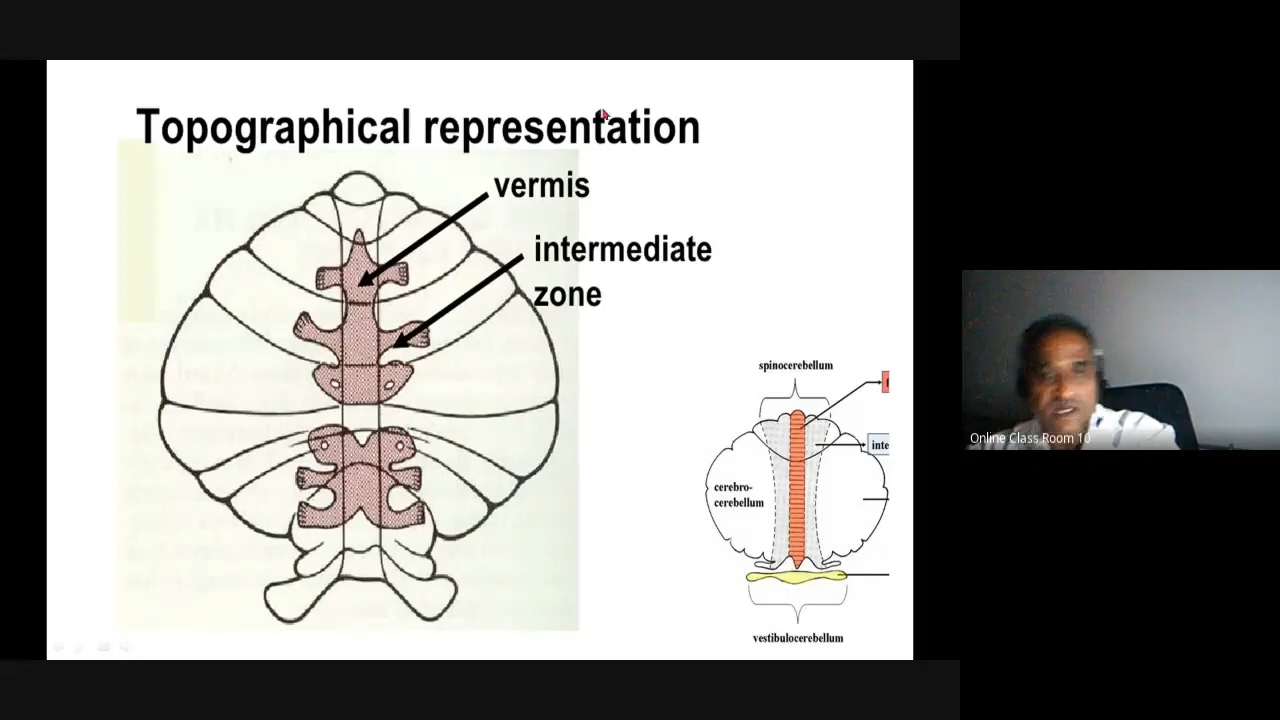 Topographical representation
vermis
intermediate
zone
spinocerebellum
inte
cerebro-
cerebellum
vestibulocerebellum
Online Class Room 10